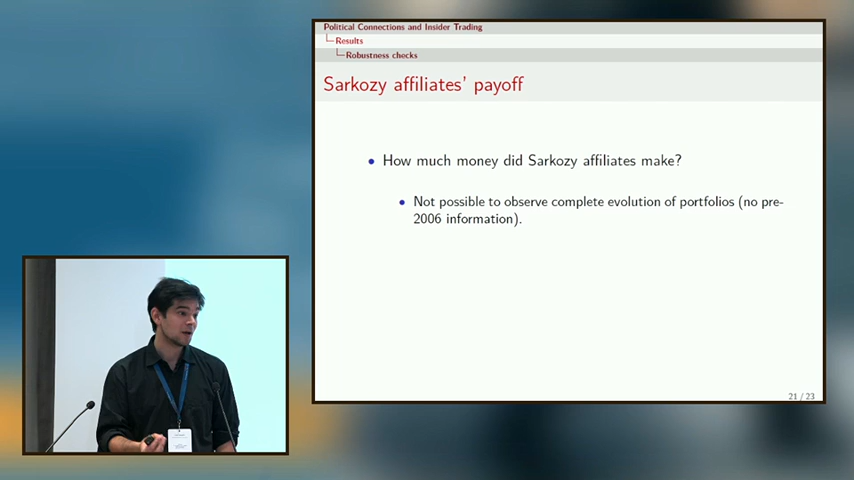 Political Connections and Insider Trading
Results
Robustness checks
Sarkozy affiliates' payoff
• How much money did Sarkozy affiliates make?
• Not possible to observe complete evolution of portfolios (no pre-
2006 information).
21 / 23